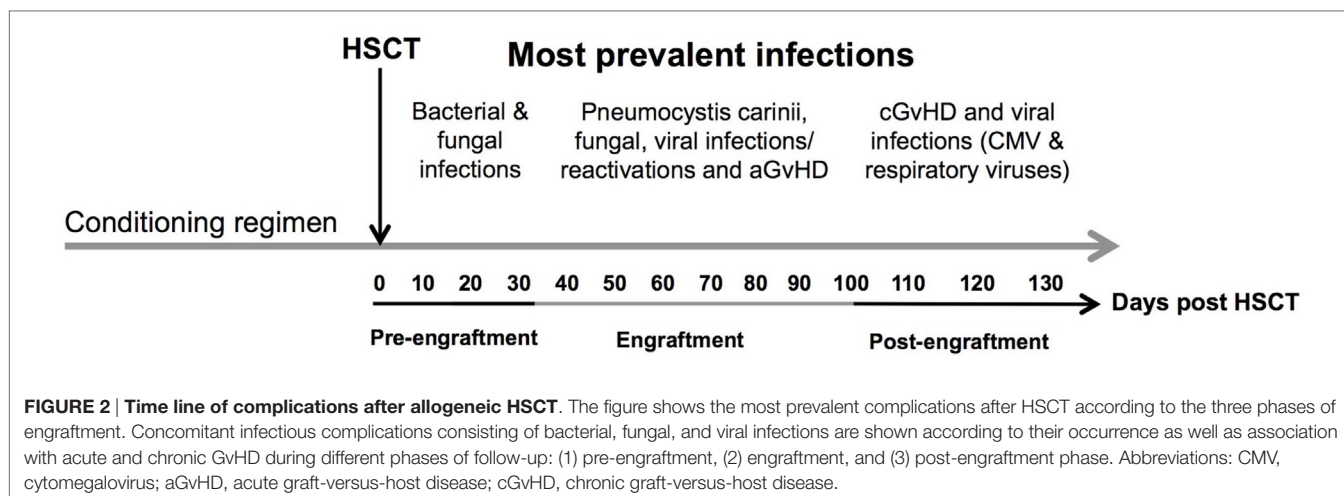 HSCT
Most prevalent infections
Bacterial &
fungal
infections
Pneumocystis carinii,
fungal, viral infections/
reactivations and aGvHD
cGvHD and viral
infections (CMV &
respiratory viruses)
Conditioning regimen
0 10 20 30 40 50 60 70 80 90 100 110 120 130
Days post HSCT
Pre-engraftment Engraftment Post-engraftment
FIGURE 2 | Time line of complications after allogeneic HSCT. The figure shows the most prevalent complications after HSCT according to the three phases of
engraftment. Concomitant infectious complications consisting of bacterial, fungal, and viral infections are shown according to their occurrence as well as association
with acute and chronic GvHD during different phases of follow-up: (1) pre-engraftment, (2) engraftment, and (3) post-engraftment phase. Abbreviations: CMV,
cytomegalovirus; aGvHD, acute graft-versus-host disease; cGvHD, chronic graft-versus-host disease.